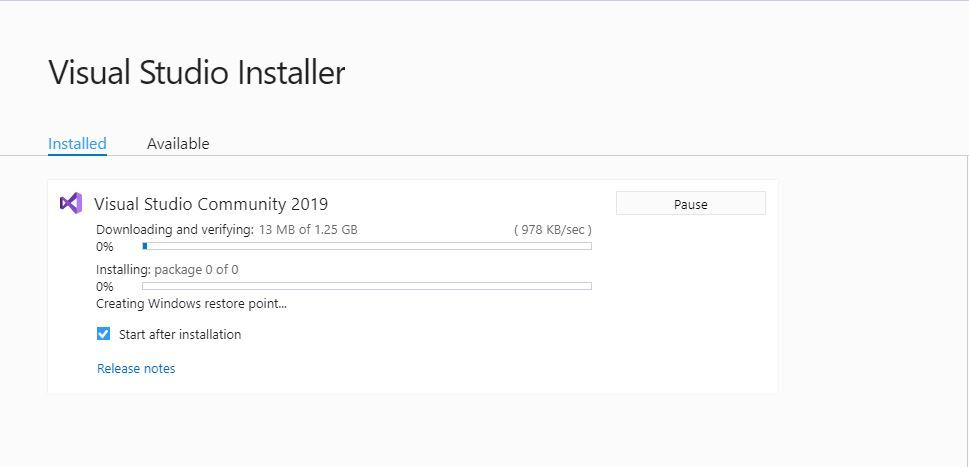 Visual Studio Installer
Installed Available
Visual Studio Community 2019 Pause
Downloading and verifying: 13 MB of 1.25 GB ( 978 KB/sec )
0%
Installing: package 0 of 0
0%
Creating Windows restore point...
Start after installation
Release notes